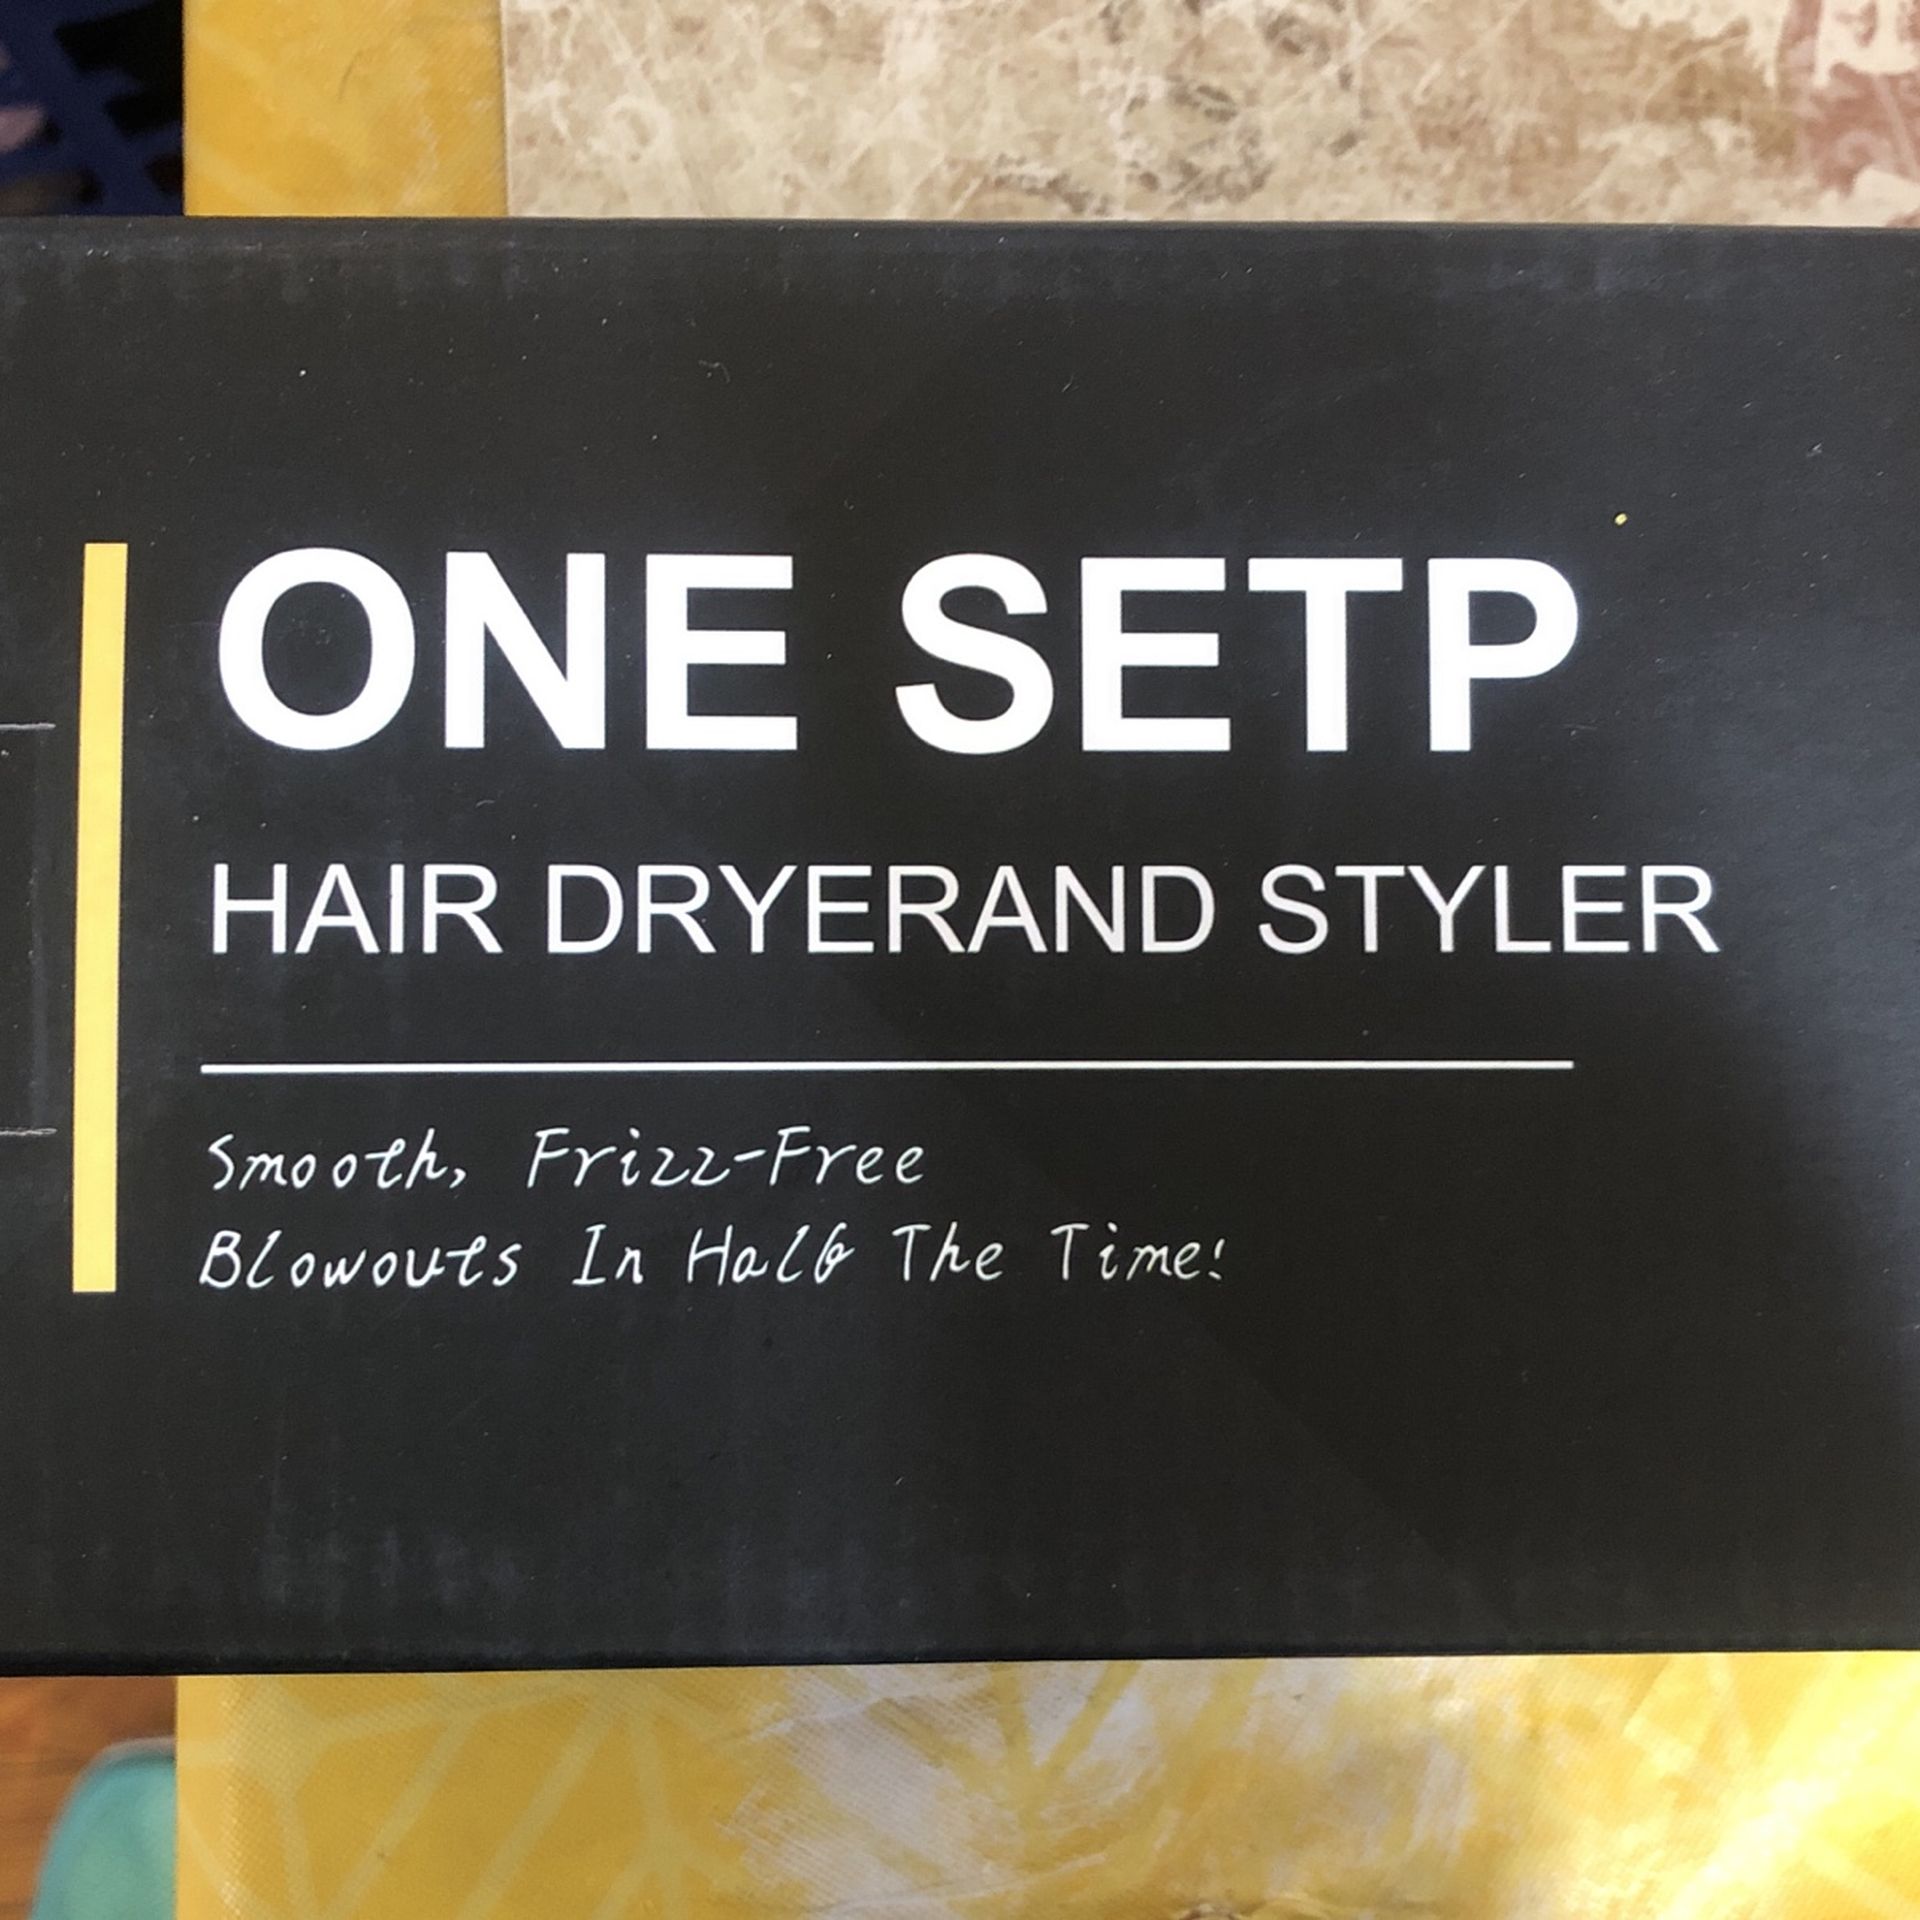 ONE SETP
HAIR DRYERAND STYLER
Smooth, Frizz-Free
Blowouts In Half The Time!